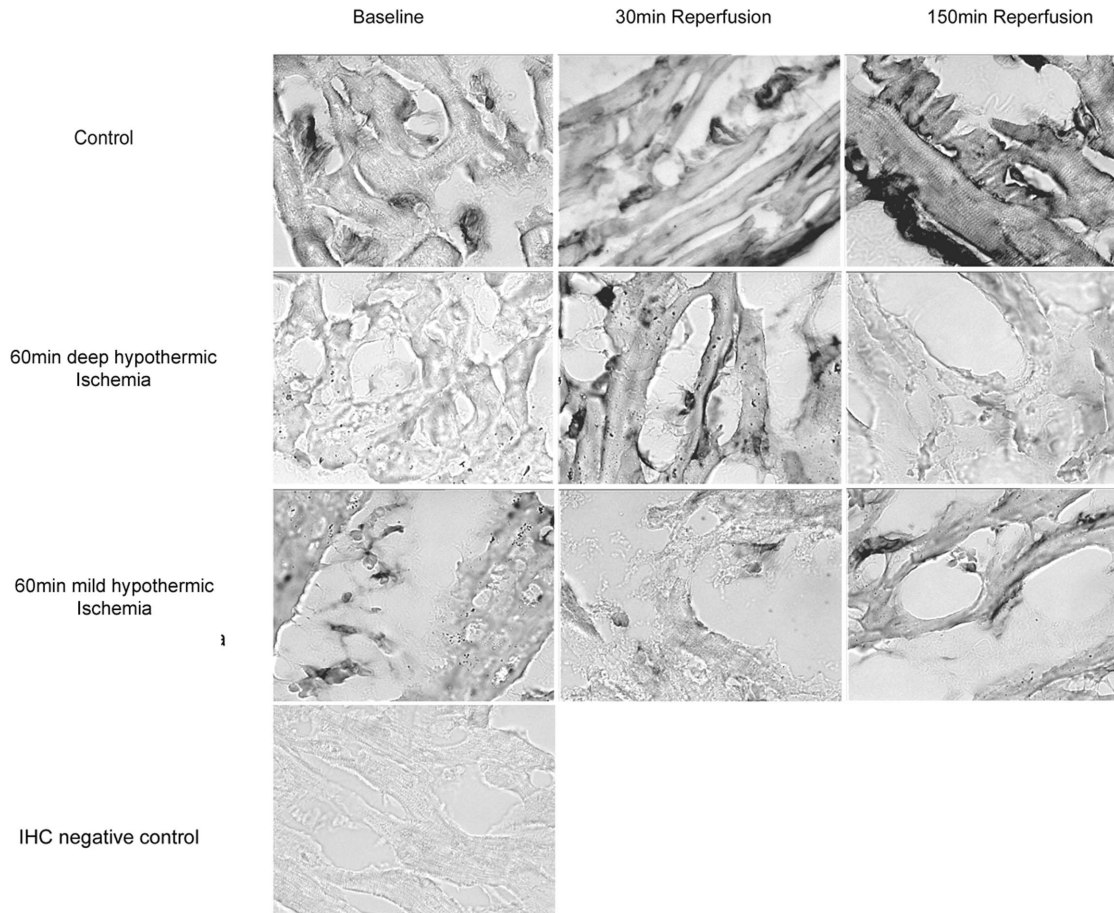 Baseline
30min Reperfusion
150min Reperfusion
Control
60min deep hypothermic
Ischemia
60min mild hypothermic
Ischemia
a
IHC negative control